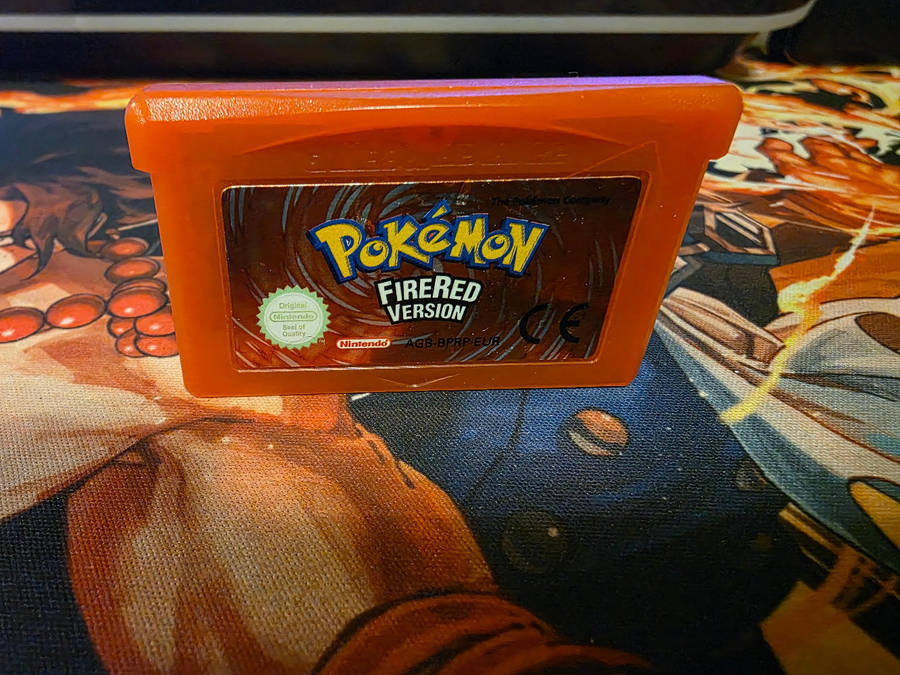 The Pokémon Company
POKéMON
FIRERED
VERSION
Original
Nintendo
Seal of
Quality
Nintendo
AGB-BPRP-EUR
CE